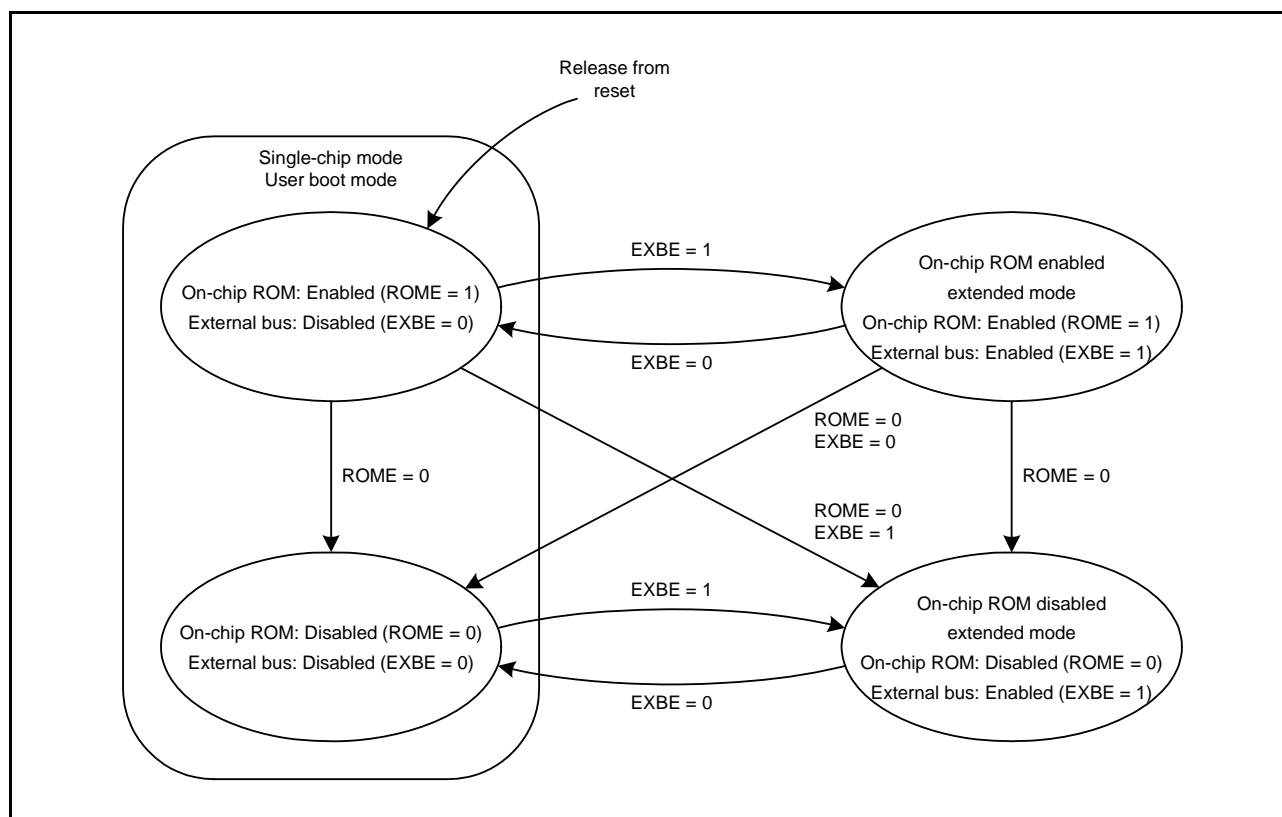 Release from
reset
Single-chip mode
User boot mode
EXBE = 1
On-chip ROM: Enabled (ROME = 1)
External bus: Disabled (EXBE = 0)
On-chip ROM enabled
extended mode
On-chip ROM: Enabled (ROME = 1)
External bus: Enabled (EXBE = 1)
EXBE = 0
ROME = 0
EXBE = 0
ROME = 0
ROME = 0
ROME = 0
EXBE = 1
EXBE = 1
On-chip ROM: Disabled (ROME = 0)
External bus: Disabled (EXBE = 0)
On-chip ROM disabled
extended mode
On-chip ROM: Disabled (ROME = 0)
External bus: Enabled (EXBE = 1)
EXBE = 0